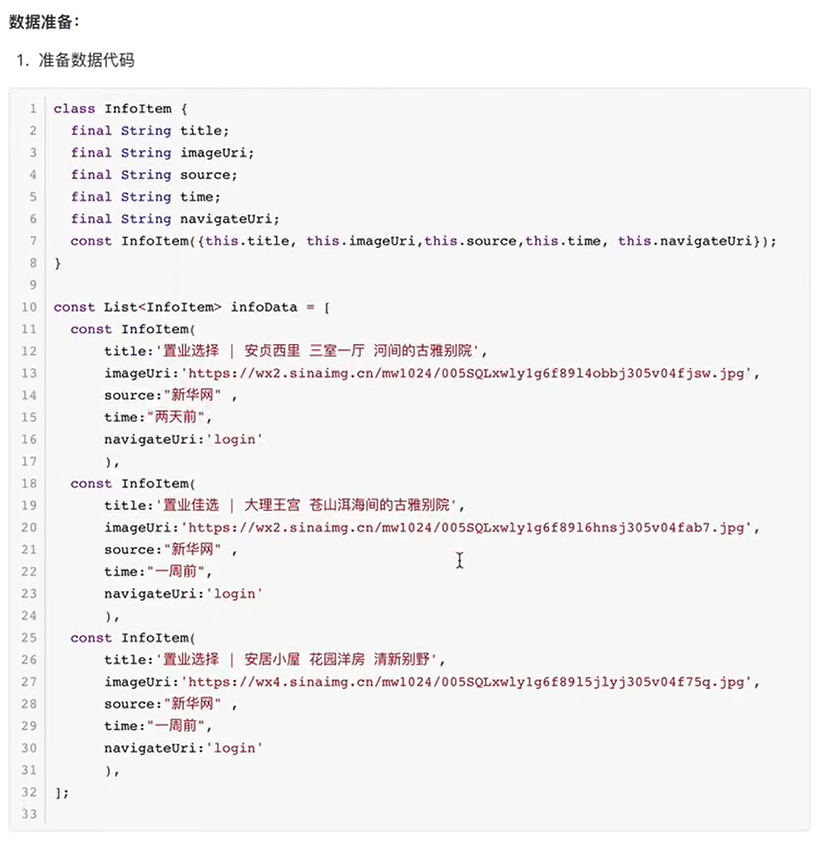 数据准备：
1. 准备数据代码
1 class InfoItem {
2   final String title;
3   final String imageUri;
4   final String source;
5   final String time;
6   final String navigateUri;
7   const InfoItem({this.title, this.imageUri,this.source,this.time, this.navigateUri});
8 }
9
10 const List<InfoItem> infoData = [
11   const InfoItem(
12       title:'置业选择 | 安贞西里 三室一厅 河间的古雅别院',
13       imageUri:'https://wx2.sinaimg.cn/mw1024/005SQLxwly1g6f89l4obbj305v04fjsw.jpg',
14       source:"新华网" ,
15       time:"两天前",
16       navigateUri:'login'
17       ),
18   const InfoItem(
19       title:'置业佳选 | 大理王宫 苍山洱海间的古雅别院',
20       imageUri:'https://wx2.sinaimg.cn/mw1024/005SQLxwly1g6f89l6hnsj305v04fab7.jpg',
21       source:"新华网" ,
22       time:"一周前",
23       navigateUri:'login'
24       ),
25   const InfoItem(
26       title:'置业选择 | 安居小屋 花园洋房 清新别野',
27       imageUri:'https://wx4.sinaimg.cn/mw1024/005SQLxwly1g6f89l5jlyj305v04f75q.jpg',
28       source:"新华网" ,
29       time:"一周前",
30       navigateUri:'login'
31       ),
32 ];
33